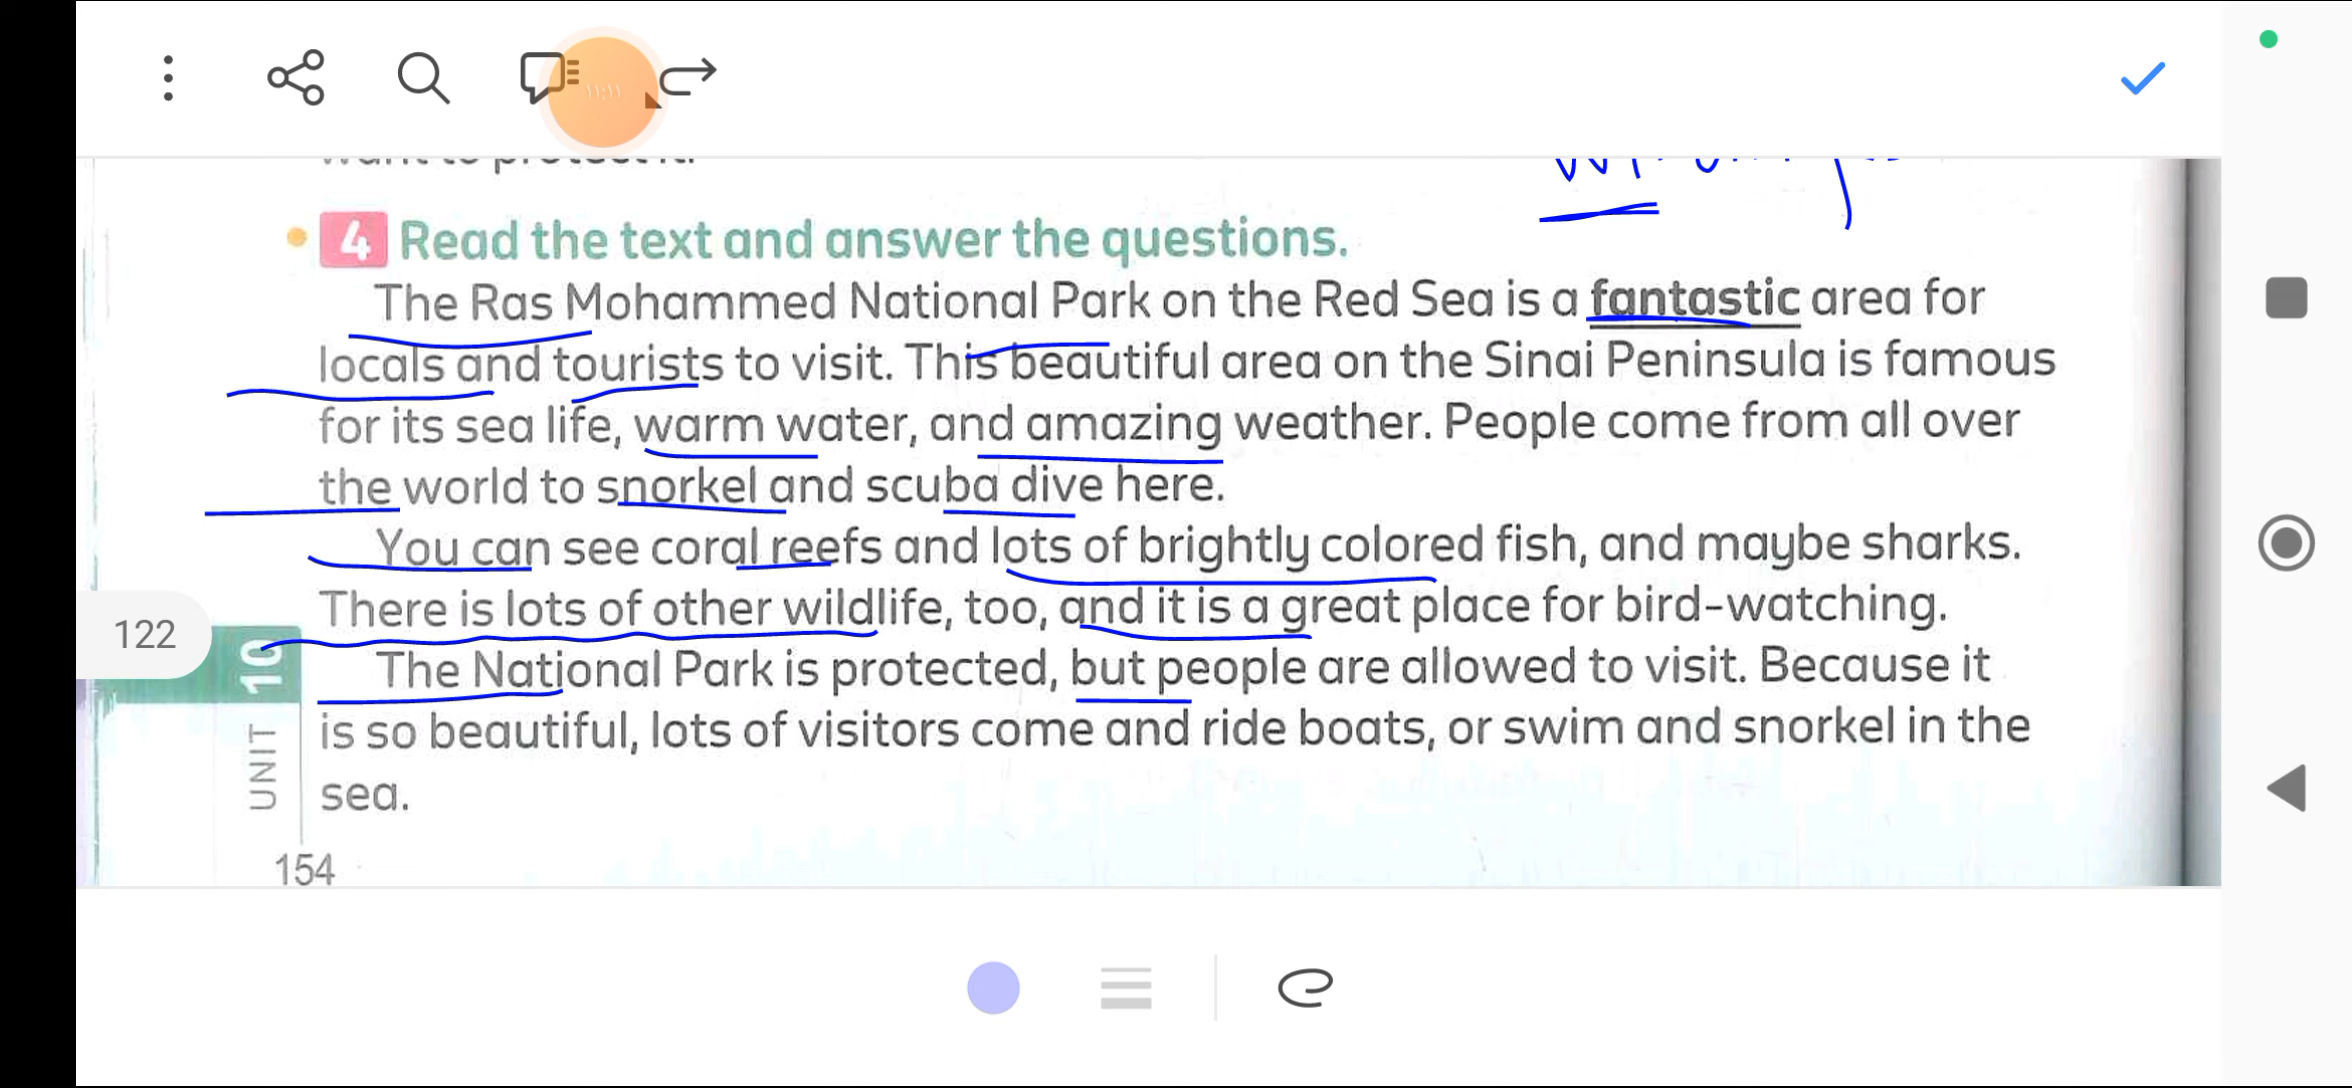 11:11
want to protect it.
4 Read the text and answer the questions.
The Ras Mohammed National Park on the Red Sea is a fantastic area for
locals and tourists to visit. This beautiful area on the Sinai Peninsula is famous
for its sea life, warm water, and amazing weather. People come from all over
the world to snorkel and scuba dive here.
You can see coral reefs and lots of brightly colored fish, and maybe sharks.
There is lots of other wildlife, too, and it is a great place for bird-watching.
The National Park is protected, but people are allowed to visit. Because it
is so beautiful, lots of visitors come and ride boats, or swim and snorkel in the
sea.
122
UNIT 10
154